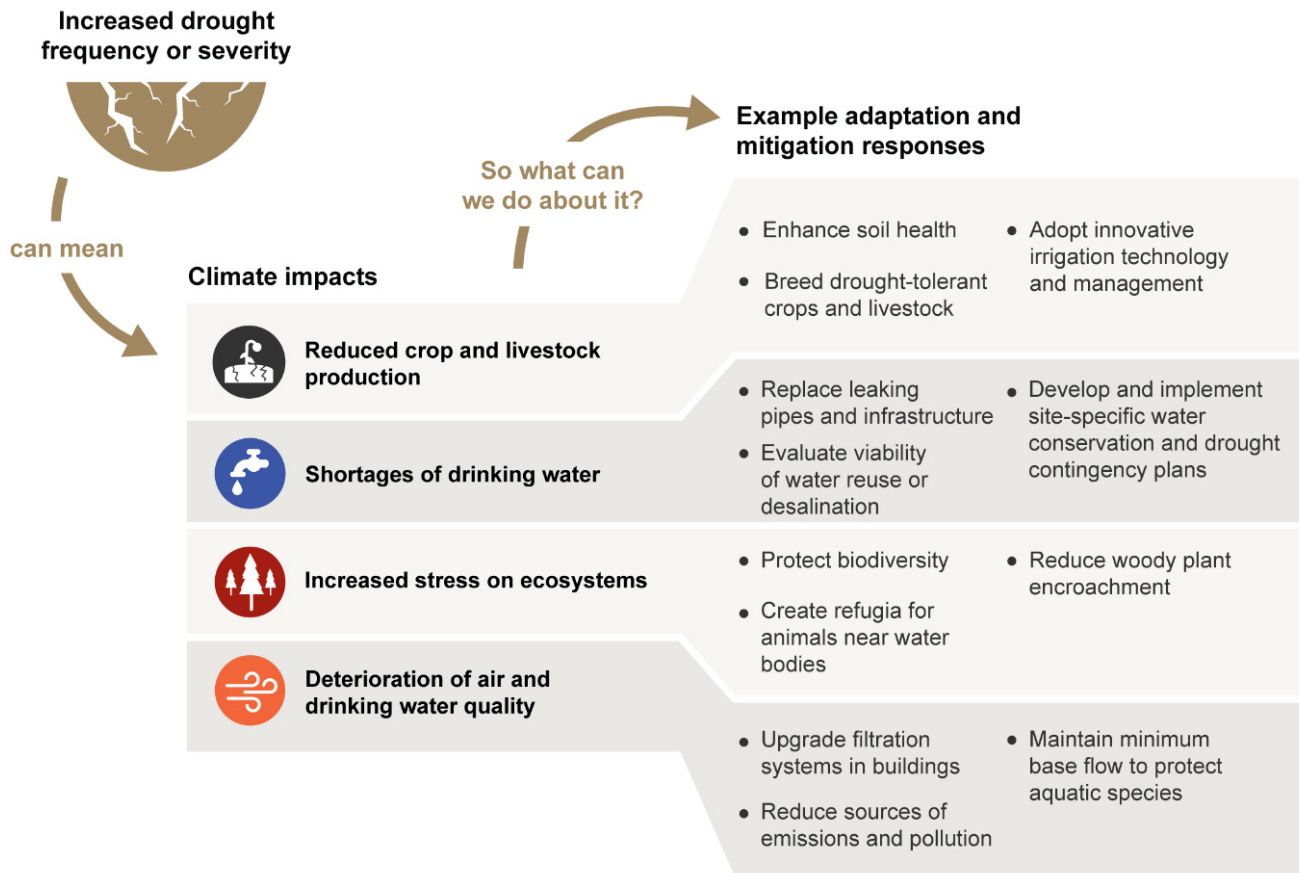 Increased drought
frequency or severity
can mean
So what can
we do about it?
Climate impacts
Example adaptation and
mitigation responses
Reduced crop and livestock
production
● Enhance soil health
● Breed drought-tolerant
crops and livestock
● Adopt innovative
irrigation technology
and management
Shortages of drinking water
● Replace leaking
pipes and infrastructure
● Evaluate viability
of water reuse or
desalination
● Develop and implement
site-specific water
conservation and drought
contingency plans
Increased stress on ecosystems
● Protect biodiversity
● Create refugia for
animals near water
bodies
● Reduce woody plant
encroachment
Deterioration of air and
drinking water quality
● Upgrade filtration
systems in buildings
● Reduce sources of
emissions and pollution
● Maintain minimum
base flow to protect
aquatic species